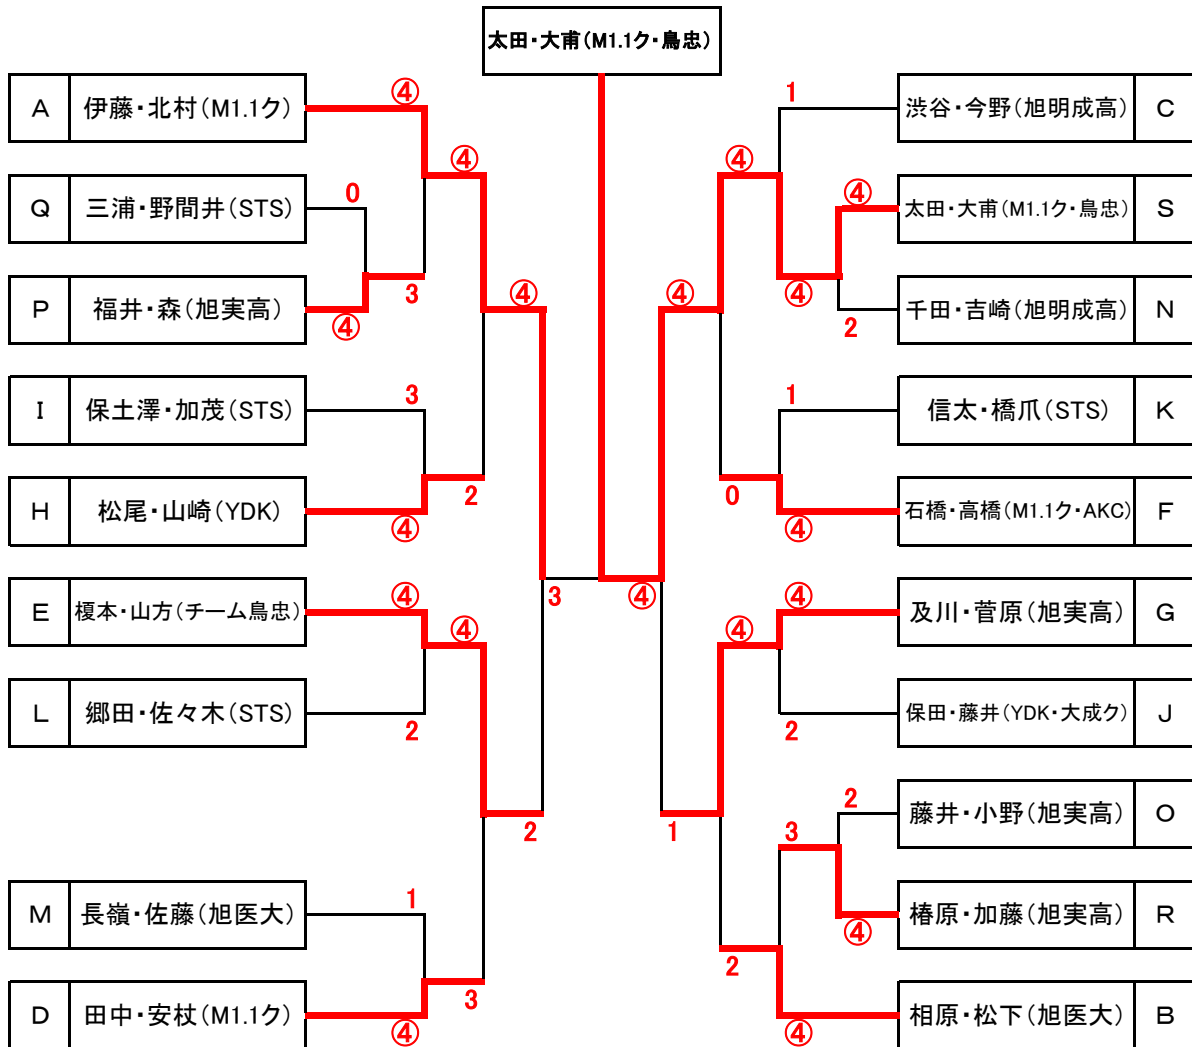 太田・大甫(M1.1ク・鳥忠)
A 伊藤・北村(M1.1ク)
④
④
Q 三浦・野間井(STS)
0
P 福井・森(旭実高)
④
3
④
I 保土澤・加茂(STS)
3
H 松尾・山崎(YDK)
④
2
E 榎本・山方(チーム鳥忠)
④
④
L 郷田・佐々木(STS)
2
2
M 長嶺・佐藤(旭医大)
1
D 田中・安杖(M1.1ク)
④
3
3
④
1
渋谷・今野(旭明成高) C
④
④
太田・大甫(M1.1ク・鳥忠) S
④
④
2
千田・吉崎(旭明成高) N
1
信太・橋爪(STS) K
0
④
石橋・高橋(M1.1ク・AKC) F
④
④
及川・菅原(旭実高) G
2
保田・藤井(YDK・大成ク) J
1
3
2
藤井・小野(旭実高) O
④
椿原・加藤(旭実高) R
2
④
相原・松下(旭医大) B